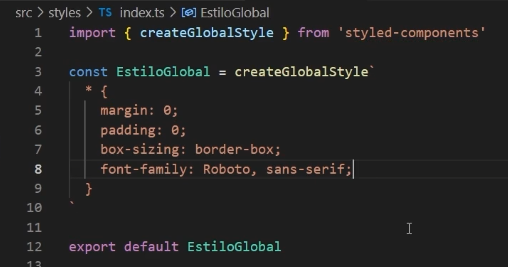 src > styles > TS index.ts > EstiloGlobal
1 import { createGlobalStyle } from 'styled-components'
2
3 const EstiloGlobal = createGlobalStyle`
4 * {
5 margin: 0;
6 padding: 0;
7 box-sizing: border-box;
8 font-family: Roboto, sans-serif;
9 }
10 `
11
12 export default EstiloGlobal